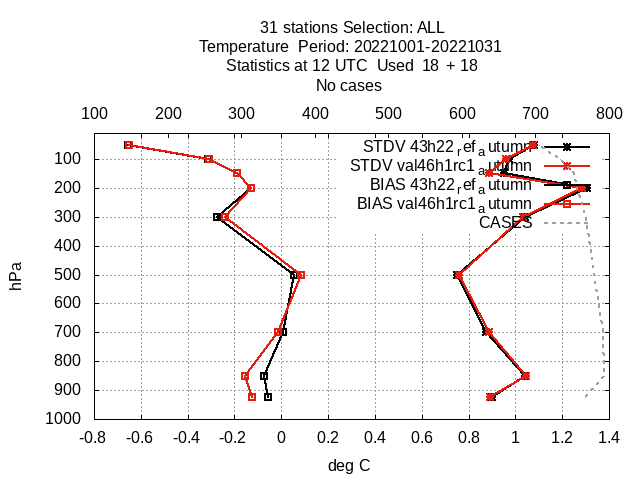 31 stations Selection: ALL
Temperature  Period: 20221001-20221031
Statistics at 12 UTC  Used  18  + 18
No cases
100 200 300 400 500 600 700 800
STDV 43h22_ref_autumn
STDV val46h1rc1_autumn
BIAS 43h22_ref_autumn
BIAS val46h1rc1_autumn
CASES
100
200
300
400
500
600
700
800
900
1000
hPa
-0.8 -0.6 -0.4 -0.2 0 0.2 0.4 0.6 0.8 1 1.2 1.4
deg C